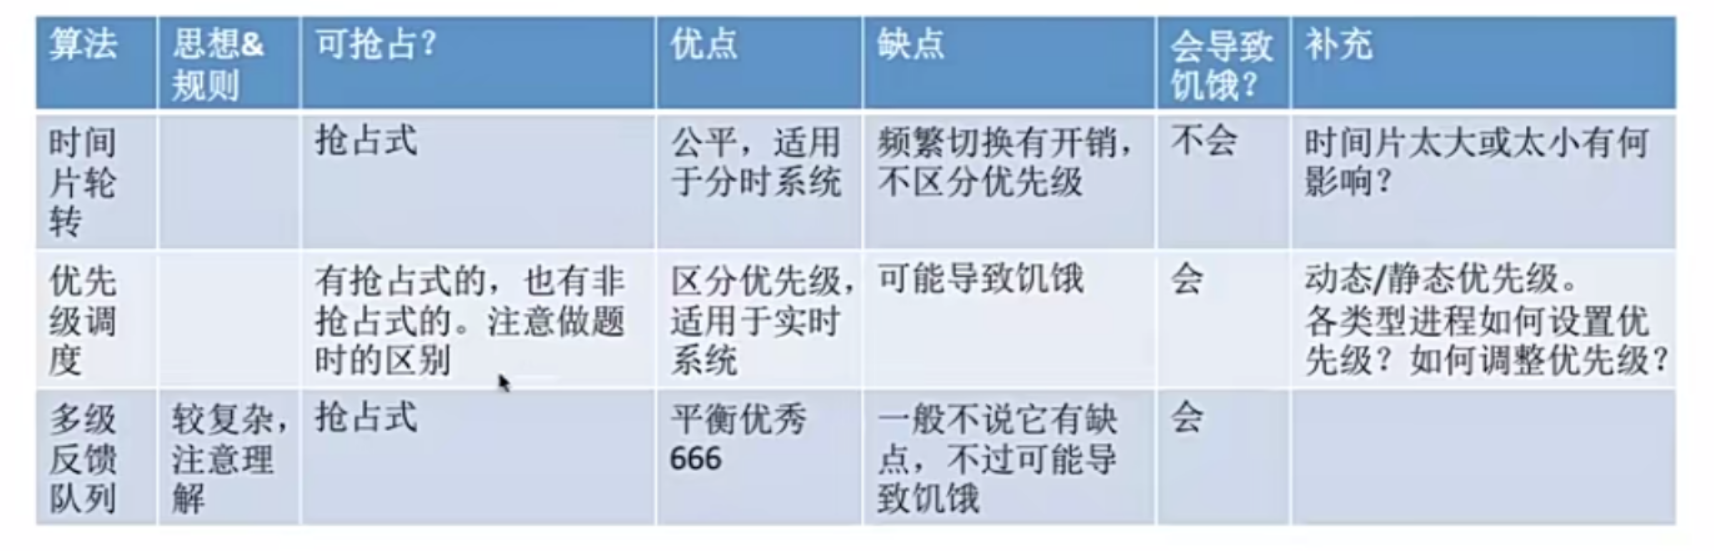 算法
思想&
规则
可抢占？
优点
缺点
会导致
饥饿？
补充
时间
片轮
转
抢占式
公平，适用
于分时系统
频繁切换有开销，
不区分优先级
不会
时间片太大或太小有何
影响？
优先
级调
度
有抢占式的，也有非
抢占式的。注意做题
时的区别
区分优先级，
适用于实时
系统
可能导致饥饿
会
动态/静态优先级。
各类型进程如何设置优
先级？如何调整优先级？
多级
反馈
队列
较复杂，
注意理
解
抢占式
平衡优秀
666
一般不说它有缺
点，不过可能导
致饥饿
会